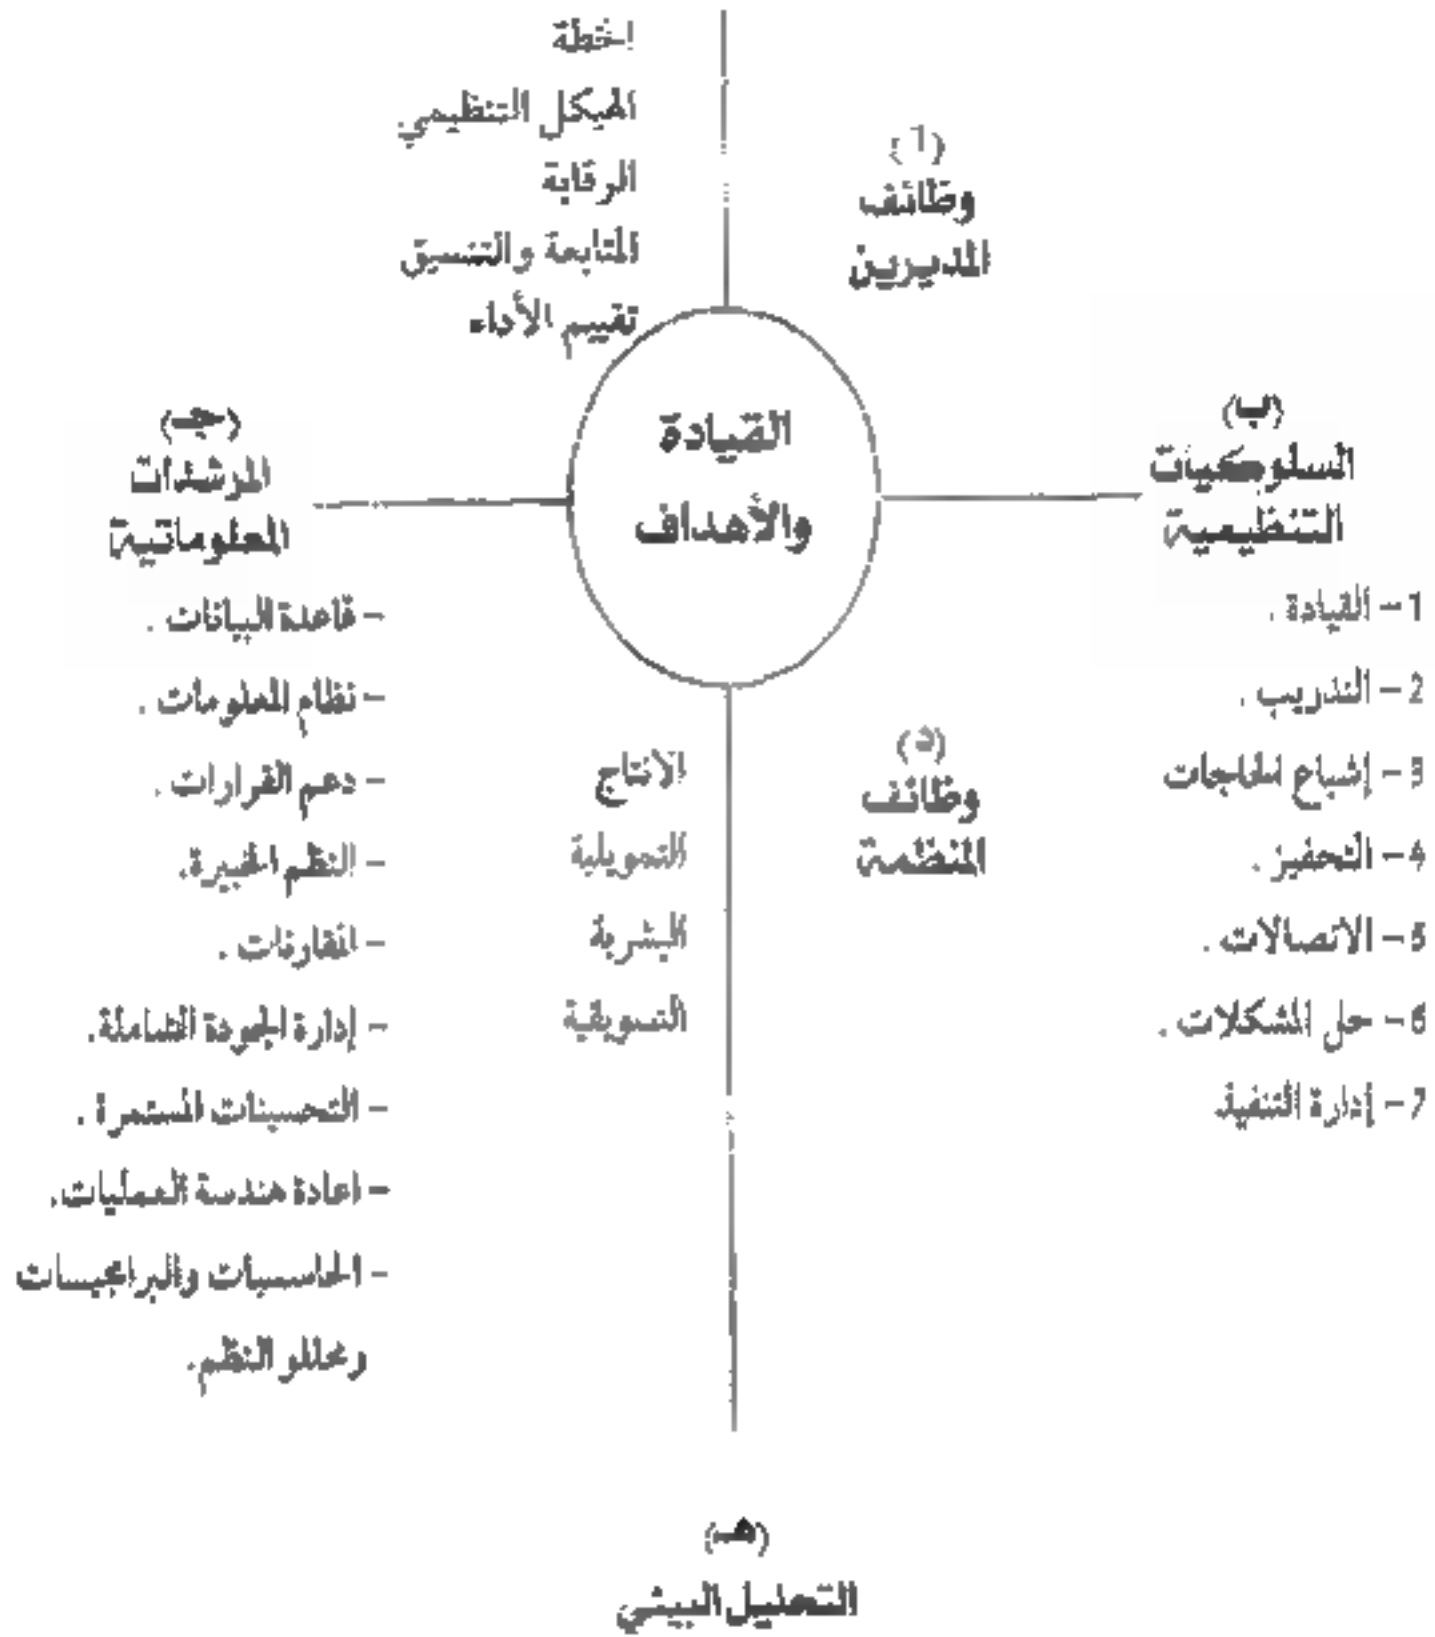 (أ)
وظائف
المديرين
الخطة
الهيكل التنظيمي
الرقابة
المتابعة والتنسيق
تقييم الأداء
القيادة
والأهداف
(ب)
السلوكيات
التنظيمية
1- القيادة .
2- التدريب .
3- إشباع الحاجات
4- التحفيز .
5- الاتصالات .
6- حل المشكلات .
7- إدارة التنفيذ
(جـ)
المرشدات
المعلوماتية
- قاعدة البيانات .
- نظام المعلومات .
- دعم القرارات .
- النظم الخبيرة.
- المقارنات .
- إدارة الجودة الشاملة.
- التحسينات المستمرة .
- اعادة هندسة العمليات.
- الحاسبات والبرامجيات
ومحللو النظم.
(د)
وظائف
المنظمة
الانتاج
التمويلية
البشرية
التسويقية
(هـ)
التحليل البيئي